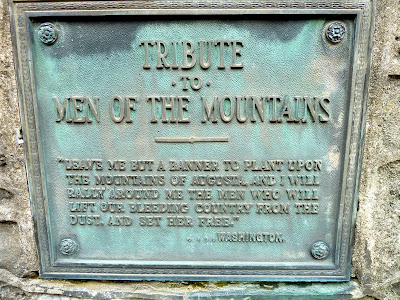 TRIBUTE
·TO·
MEN OF THE MOUNTAINS
"LEAVE ME BUT A BANNER TO PLANT UPON
THE MOUNTAINS OF AUGUSTA, AND I WILL
RALLY AROUND ME THE MEN WHO WILL
LIFT OUR BLEEDING COUNTRY FROM THE
DUST, AND SET HER FREE."
....WASHINGTON.